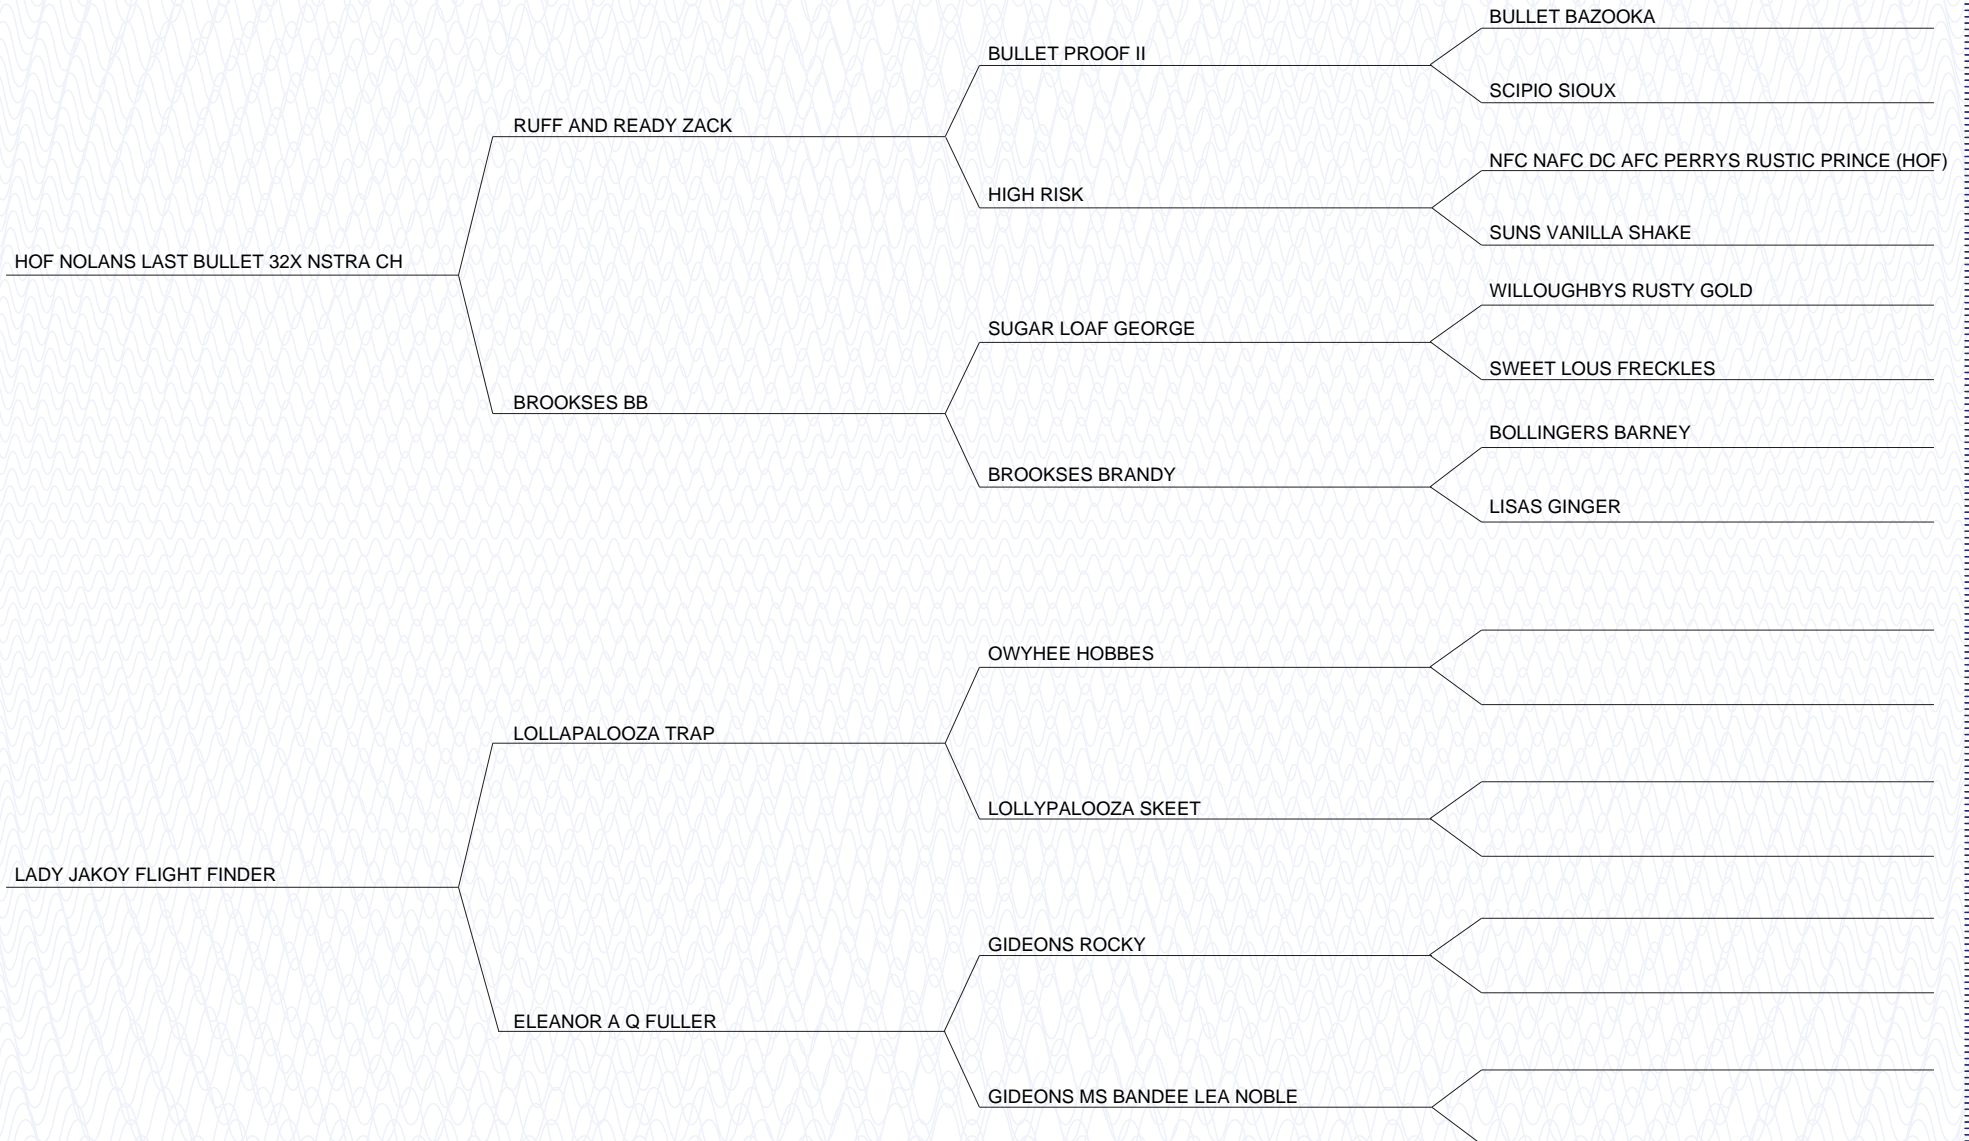 BULLET BAZOOKA
BULLET PROOF II
SCIPIO SIOUX
RUFF AND READY ZACK
NFC NAFC DC AFC PERRYS RUSTIC PRINCE (HOF)
HIGH RISK
SUNS VANILLA SHAKE
HOF NOLANS LAST BULLET 32X NSTRA CH
WILLOUGHBYS RUSTY GOLD
SUGAR LOAF GEORGE
SWEET LOUS FRECKLES
BROOKSES BB
BOLLINGERS BARNEY
BROOKSES BRANDY
LISAS GINGER
OWYHEE HOBBES
LOLLAPALOOZA TRAP
LOLLYPALOOZA SKEET
LADY JAKOY FLIGHT FINDER
GIDEONS ROCKY
ELEANOR A Q FULLER
GIDEONS MS BANDEE LEA NOBLE